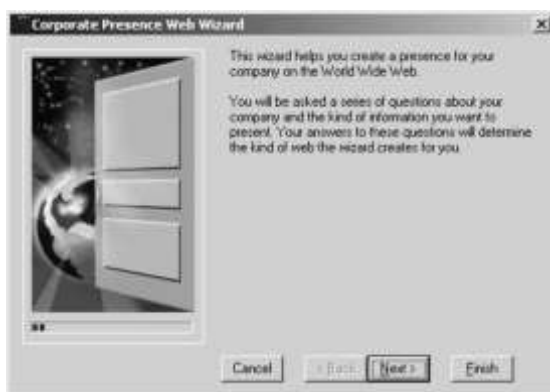 Corporate Presence Web Wizard
This wizard helps you create a presence for your
company on the World Wide Web.
You will be asked a series of questions about your
company and the kind of information you want to
present. Your answers to these questions will determine
the kind of web the wizard creates for you.
Cancel
< Back
Next >
Finish